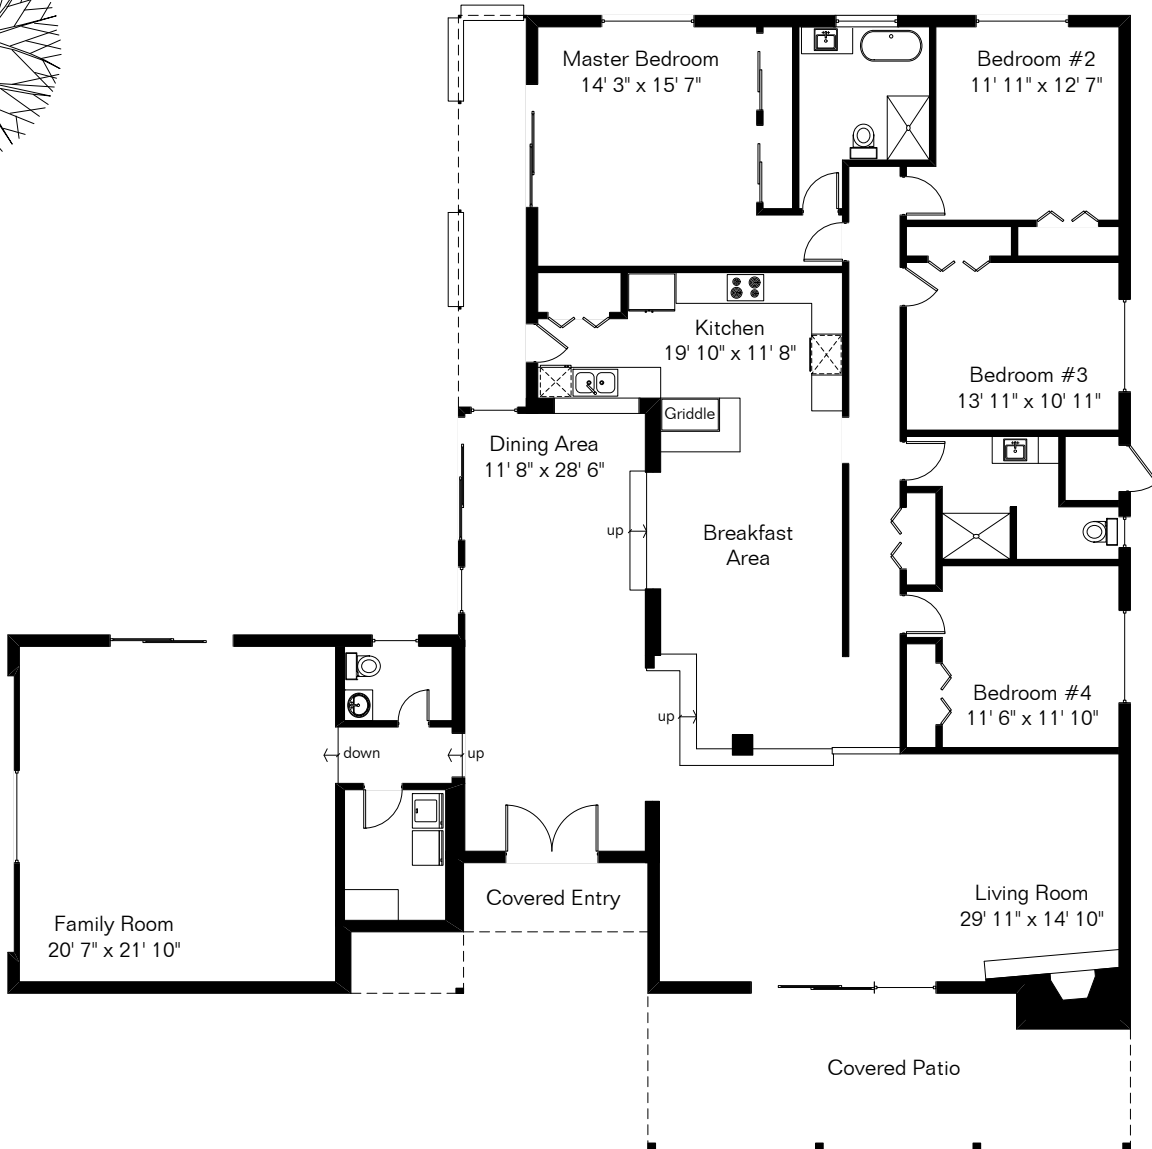 Master Bedroom
14' 3" x 15' 7"
Bedroom #2
11' 11" x 12' 7"
Kitchen
19' 10" x 11' 8"
Bedroom #3
13' 11" x 10' 11"
Griddle
Dining Area
11' 8" x 28' 6"
up
Breakfast
Area
Bedroom #4
11' 6" x 11' 10"
up
down
up
Family Room
20' 7" x 21' 10"
Covered Entry
Living Room
29' 11" x 14' 10"
Covered Patio